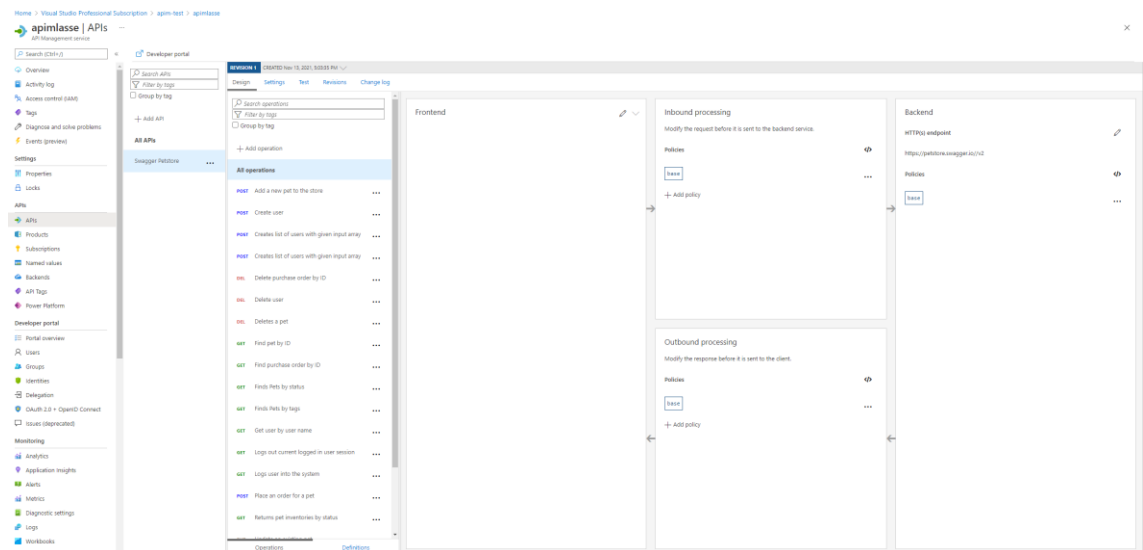 Home > Visual Studio Professional Subscription > apim-test > apimlasse
apimlasse | APIs ...
API Management service
Search (Ctrl+/)
Overview
Activity log
Access control (IAM)
Tags
Diagnose and solve problems
Events (preview)
Settings
Properties
Locks
APIs
APIs
Products
Subscriptions
Named values
Backends
API Tags
Power Platform
Developer portal
Portal overview
Users
Groups
Identities
Delegation
OAuth 2.0 + OpenID Connect
Issues (deprecated)
Monitoring
Analytics
Application Insights
Alerts
Metrics
Diagnostic settings
Logs
Workbooks
Developer portal
Search APIs
Filter by tags
Group by tag
+ Add API
All APIs
Swagger Petstore ...
REVISION 1 CREATED Nov 13, 2021,
Design Settings Test Revisions Change log
Search operations
Filter by tags
Group by tag
+ Add operation
All operations
POST Add a new pet to the store ...
POST Create user ...
POST Creates list of users with given input array ...
POST Creates list of users with given input array ...
DEL Delete purchase order by ID ...
DEL Delete user ...
DEL Deletes a pet ...
GET Find pet by ID ...
GET Find purchase order by ID ...
GET Finds Pets by status ...
GET Finds Pets by tags ...
GET Get user by user name ...
GET Logs out current logged in user session ...
GET Logs user into the system ...
POST Place an order for a pet ...
GET Returns pet inventories by status ...
Operations Definitions
Frontend
Inbound processing
Modify the request before it is sent to the backend service.
Policies </>
base ...
+ Add policy
Outbound processing
Modify the response before it is sent to the client.
Policies </>
base ...
+ Add policy
Backend
HTTP(s) endpoint
https://petstore.swagger.io//v2
Policies </>
base ...